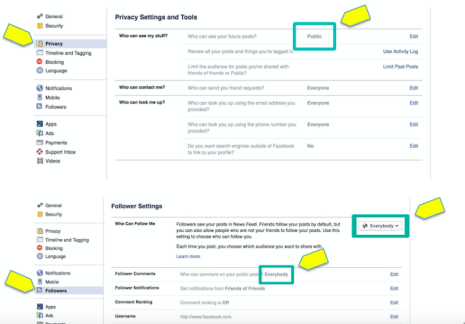 General
Security
Privacy
Timeline and Tagging
Blocking
Language
Notifications
Mobile
Followers
Apps
Ads
Payments
Support Inbox
Videos
Privacy Settings and Tools
Who can see my stuff? Who can see your future posts? Public Edit
Review all your posts and things you're tagged in Use Activity Log
Limit the audience for posts you've shared with Limit Past Posts
friends of friends or Public?
Who can contact me? Who can send you friend requests? Everyone Edit
Who can look me up? Who can look you up using the email address you Everyone Edit
provided?
Who can look you up using the phone number you Everyone Edit
provided?
Do you want search engines outside of Facebook No Edit
to link to your profile?
General
Security
Privacy
Timeline and Tagging
Blocking
Language
Notifications
Mobile
Followers
Apps
Ads
Follower Settings
Who Can Follow Me Followers see your posts in News Feed. Friends follow your posts by default, but Everybody
you can also allow people who are not your friends to follow your posts. Use this
setting to choose who can follow you.
Each time you post, you choose which audience you want to share with.
Learn more.
Follower Comments Who can comment on your public posts? Everybody Edit
Follower Notifications Get notifications from Friends of Friends Edit
Comment Ranking Comment ranking is Off Edit
Username http://www.facebook.com Edit